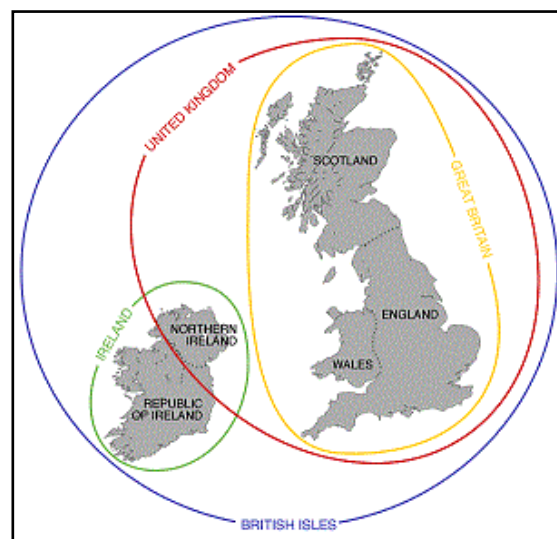 UNITED KINGDOM
SCOTLAND
GREAT BRITAIN
IRELAND
NORTHERN
IRELAND
ENGLAND
WALES
REPUBLIC
OF IRELAND
BRITISH ISLES